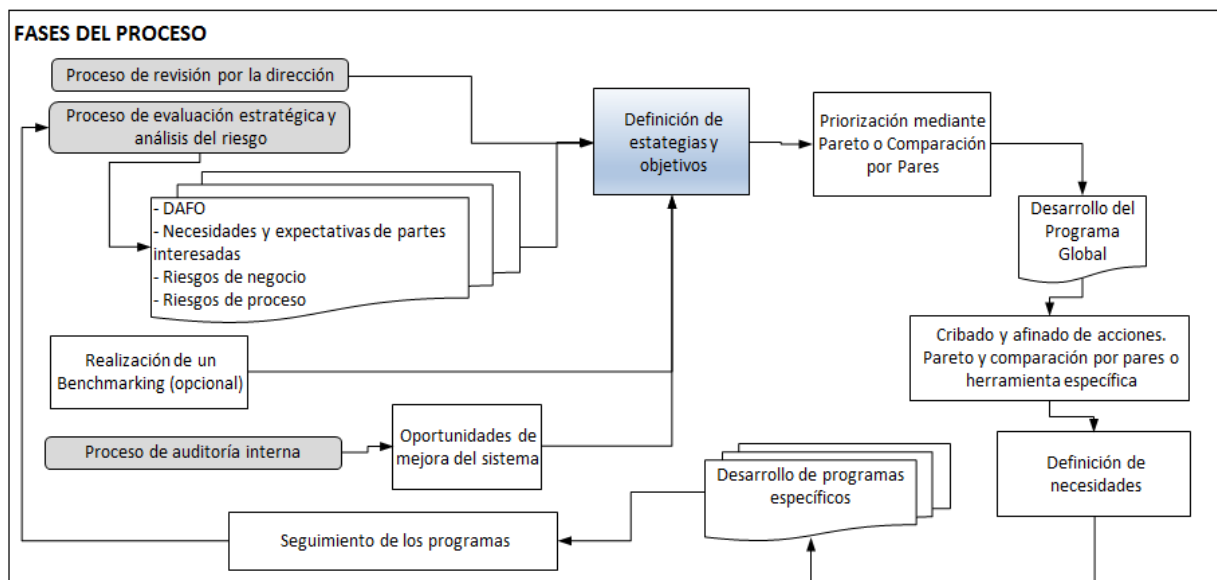 FASES DEL PROCESO
Proceso de revisión por la dirección
Proceso de evaluación estratégica y
análisis del riesgo
- DAFO
- Necesidades y expectativas de partes
interesadas
- Riesgos de negocio
- Riesgos de proceso
Realización de un
Benchmarking (opcional)
Proceso de auditoría interna
Oportunidades de
mejora del sistema
Definición de
estategias y
objetivos
Priorización mediante
Pareto o Comparación
por Pares
Desarrollo del
Programa
Global
Cribado y afinado de acciones.
Pareto y comparación por pares o
herramienta específica
Definición de
necesidades
Desarrollo de programas
específicos
Seguimiento de los programas